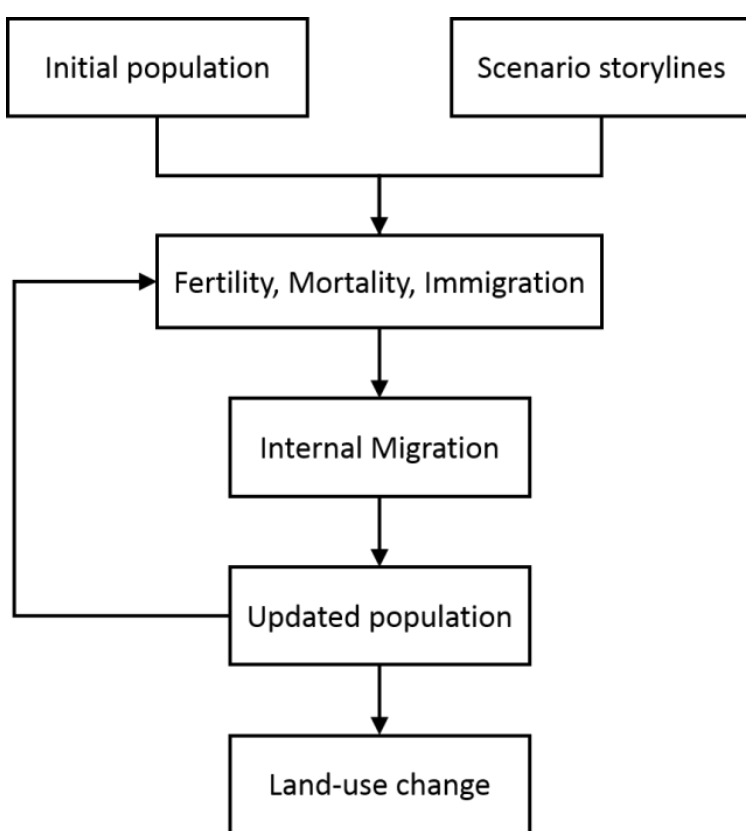 Initial population
Scenario storylines
Fertility, Mortality, Immigration
Internal Migration
Updated population
Land-use change